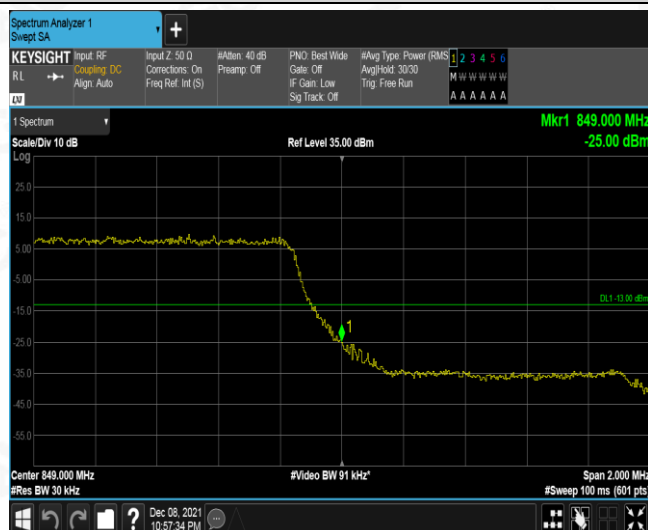 Spectrum Analyzer 1
Swept SA
+
KEYSIGHT Input: RF Input Z: 50 Ω #Atten: 40 dB PNO: Best Wide #Avg Type: Power (RMS 1 2 3 4 5 6
RL Coupling: DC Corrections: On Preamp: Off Gate: Off Avg|Hold: 30/30 M W W W W W
Align: Auto Freq Ref: Int (S) IF Gain: Low Trig: Free Run
Sig Track: Off A A A A A A
LXI
1 Spectrum Mkr1 849.000 MHz
Scale/Div 10 dB Ref Level 35.00 dBm -25.00 dBm
Log
25.0
15.0
5.00
-5.00
DL1 -13.00 dBm
-15.0
1
-25.0
-35.0
-45.0
-55.0
Center 849.000 MHz #Video BW 91 kHz* Span 2.000 MHz
#Res BW 30 kHz #Sweep 100 ms (601 pts)
? Dec 08, 2021
10:57:34 PM